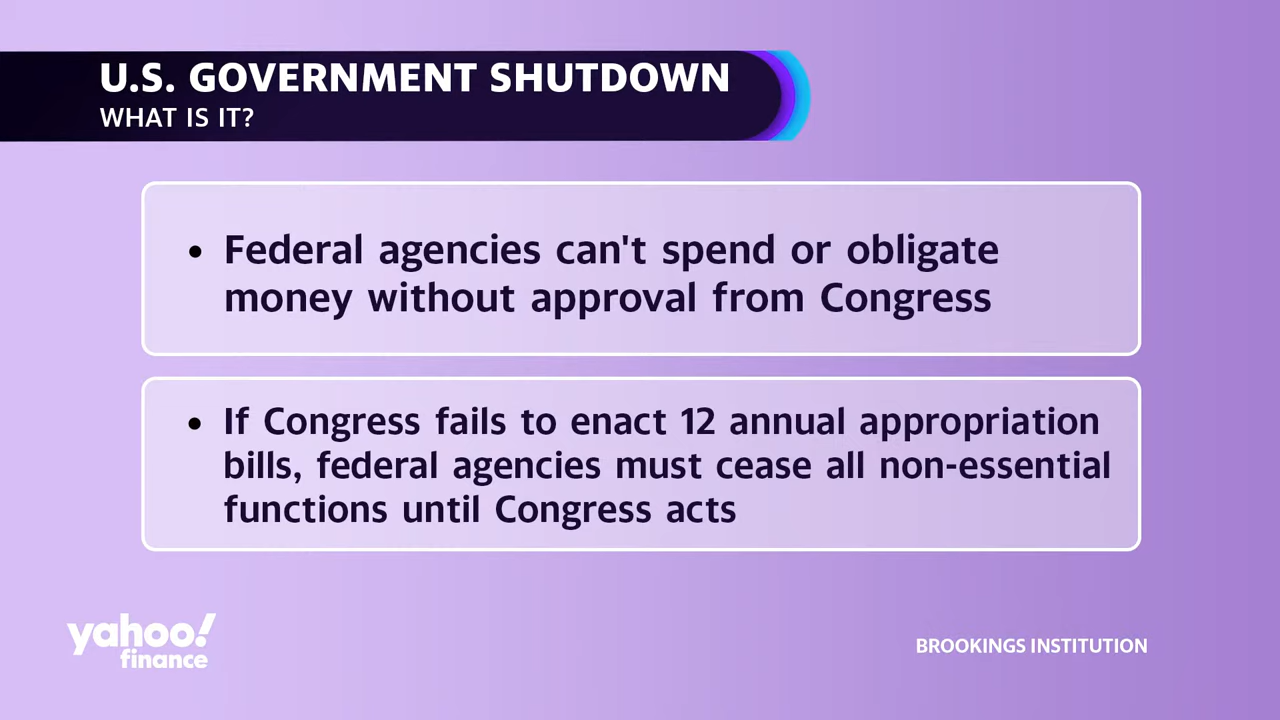 U.S. GOVERNMENT SHUTDOWN
WHAT IS IT?
• Federal agencies can't spend or obligate
money without approval from Congress
• If Congress fails to enact 12 annual appropriation
bills, federal agencies must cease all non-essential
functions until Congress acts
yahoo!
finance
BROOKINGS INSTITUTION